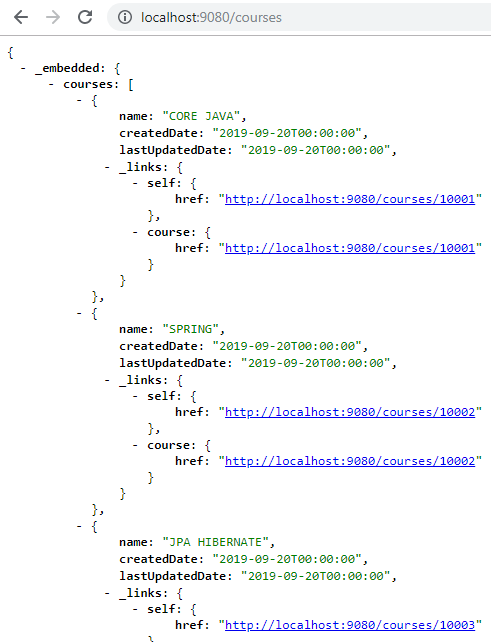 localhost:9080/courses
{
- _embedded: {
- courses: [
- {
name: "CORE JAVA",
createdDate: "2019-09-20T00:00:00",
lastUpdatedDate: "2019-09-20T00:00:00",
- _links: {
- self: {
href: "http://localhost:9080/courses/10001"
},
- course: {
href: "http://localhost:9080/courses/10001"
}
}
},
- {
name: "SPRING",
createdDate: "2019-09-20T00:00:00",
lastUpdatedDate: "2019-09-20T00:00:00",
- _links: {
- self: {
href: "http://localhost:9080/courses/10002"
},
- course: {
href: "http://localhost:9080/courses/10002"
}
}
},
- {
name: "JPA HIBERNATE",
createdDate: "2019-09-20T00:00:00",
lastUpdatedDate: "2019-09-20T00:00:00",
- _links: {
- self: {
href: "http://localhost:9080/courses/10003"